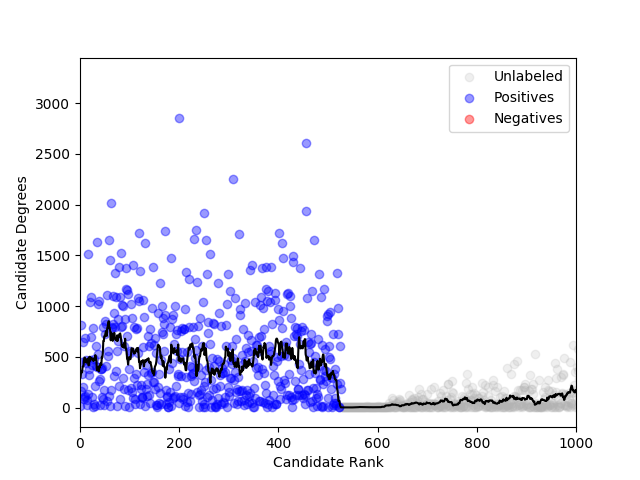 Unlabeled
Positives
Negatives
3000
2500
2000
1500
1000
500
0
Candidate Degrees
0 200 400 600 800 1000
Candidate Rank